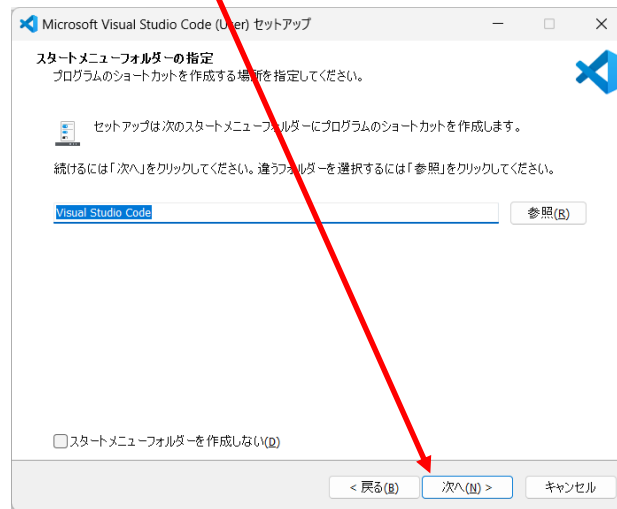 Microsoft Visual Studio Code (User) セットアップ
スタートメニューフォルダーの指定
プログラムのショートカットを作成する場所を指定してください。
セットアップは次のスタートメニューフォルダーにプログラムのショートカットを作成します。
続けるには「次へ」をクリックしてください。違うフォルダーを選択するには「参照」をクリックしてください。
Visual Studio Code 参照(R)
スタートメニューフォルダーを作成しない(D)
< 戻る(B) 次へ(N) > キャンセル